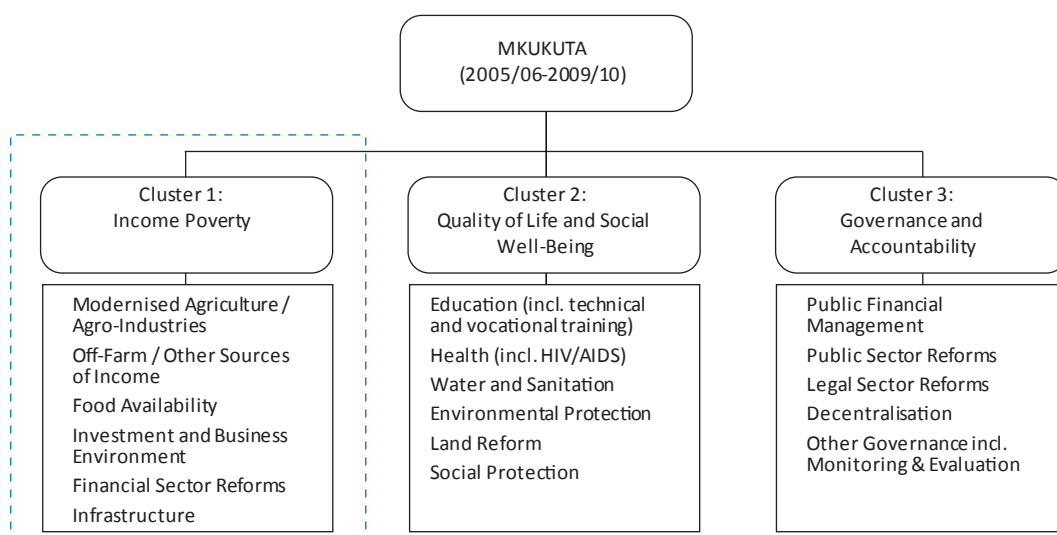 MKUKUTA
(2005/06-2009/10)
Cluster 1:
Income Poverty
Cluster 2:
Quality of Life and Social
Well-Being
Cluster 3:
Governance and
Accountability
Modernised Agriculture /
Agro-Industries
Off-Farm / Other Sources
of Income
Food Availability
Investment and Business
Environment
Financial Sector Reforms
Infrastructure
Education (incl. technical
and vocational training)
Health (incl. HIV/AIDS)
Water and Sanitation
Environmental Protection
Land Reform
Social Protection
Public Financial
Management
Public Sector Reforms
Legal Sector Reforms
Decentralisation
Other Governance incl.
Monitoring & Evaluation